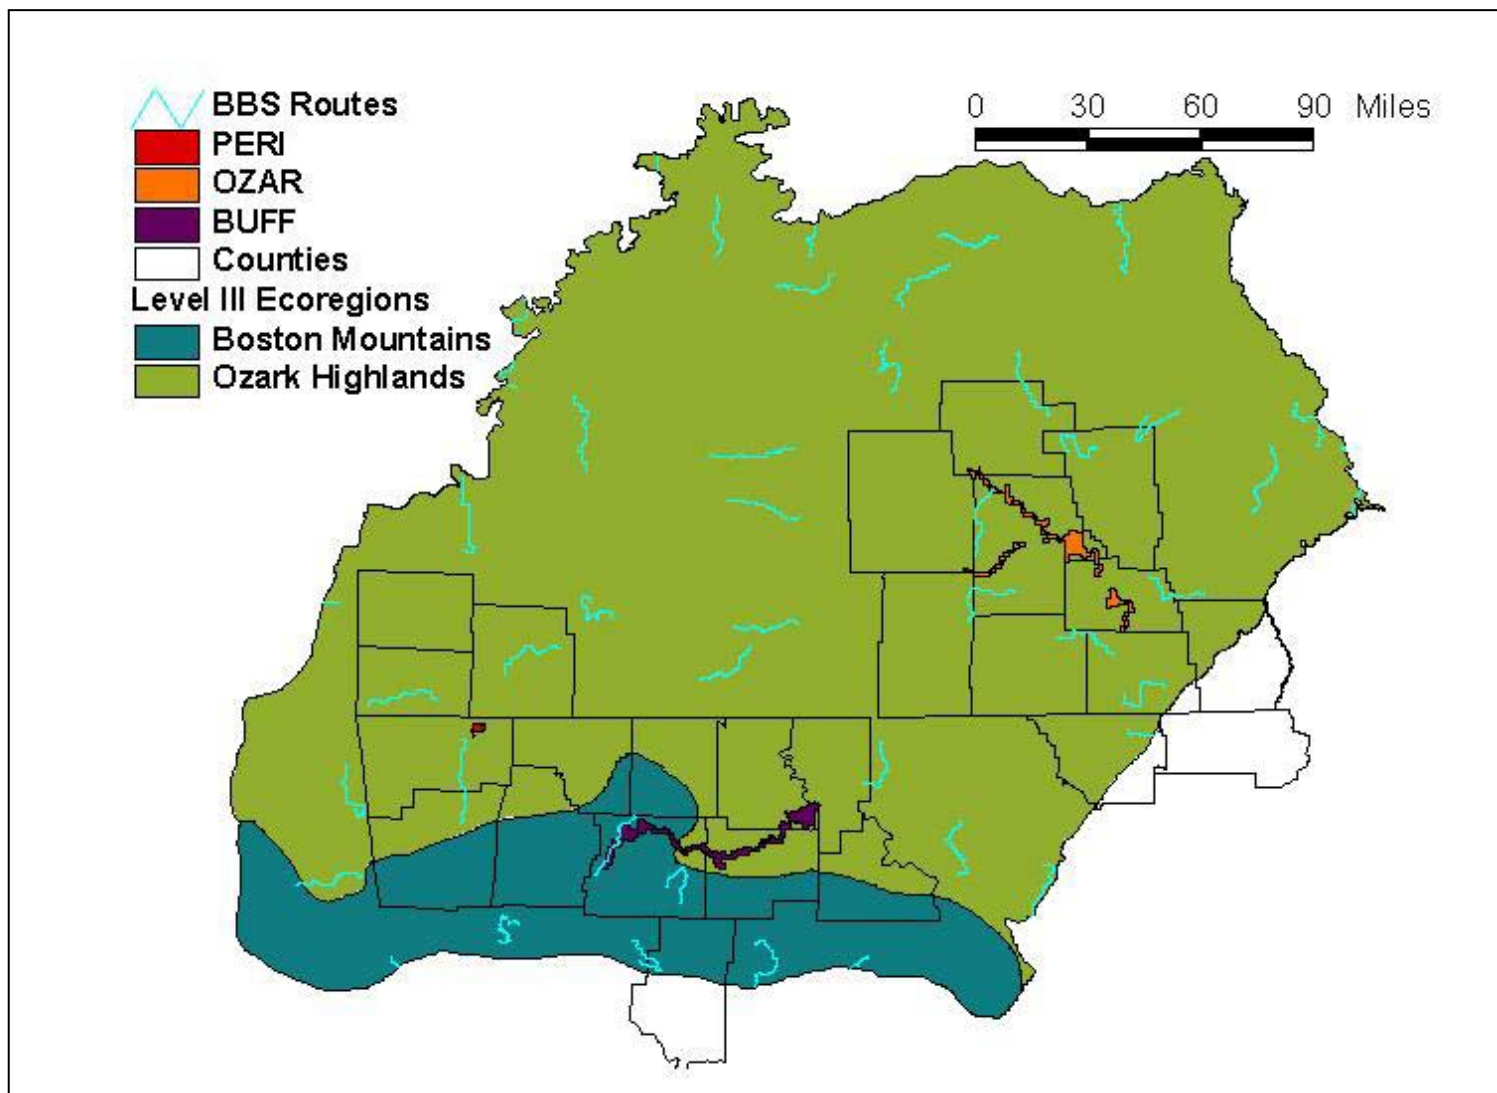 BBS Routes
PERI
OZAR
BUFF
Counties
Level III Ecoregions
Boston Mountains
Ozark Highlands
0 30 60 90 Miles